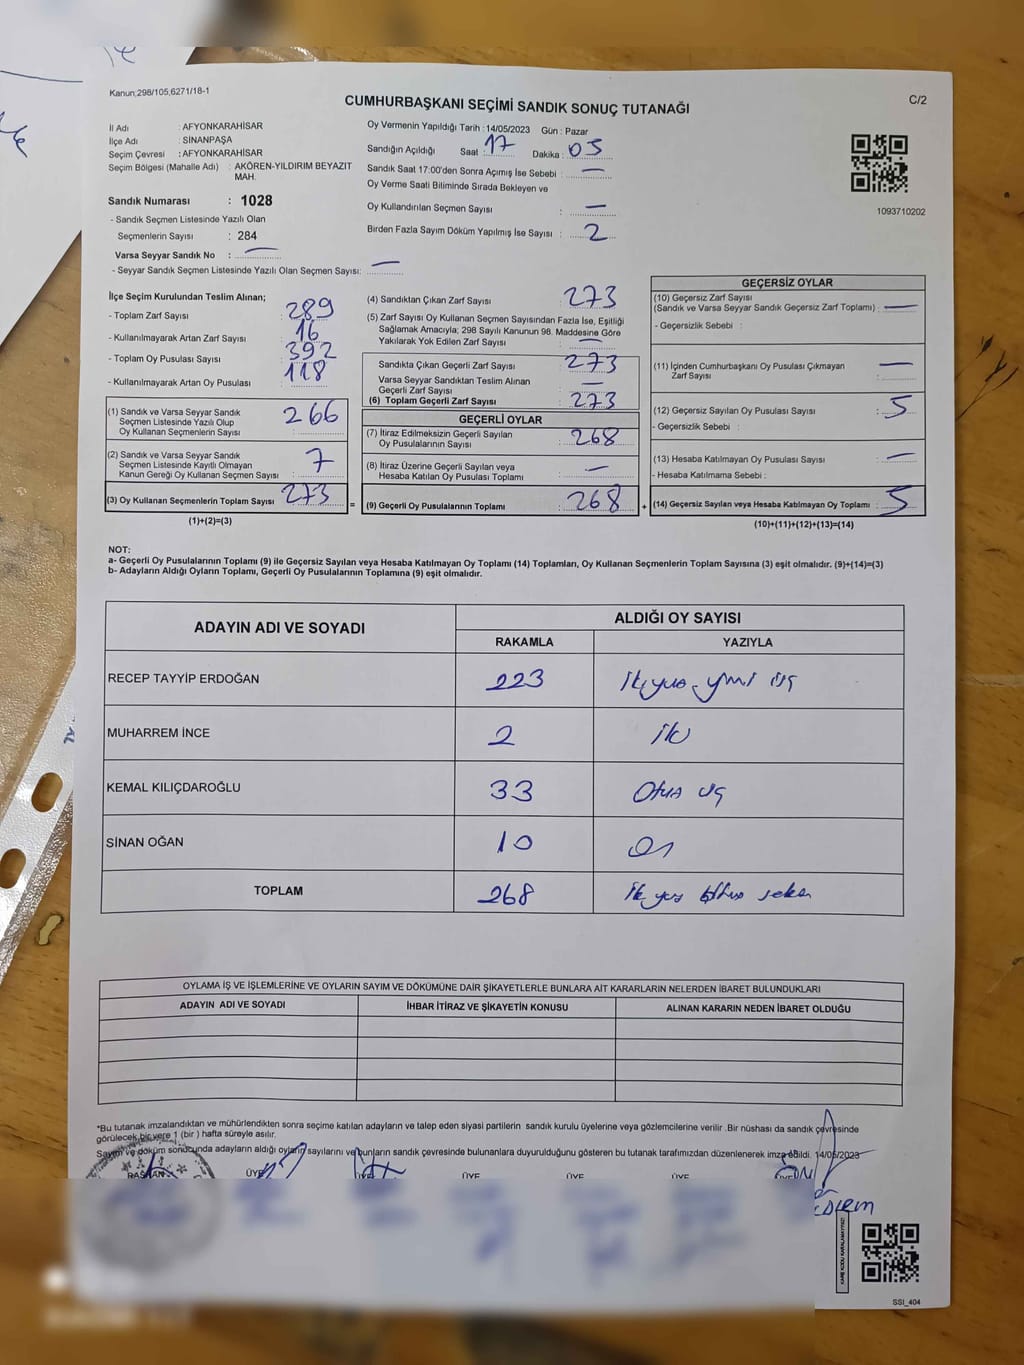 Kanun,298/105,6271/18-1
C/2
CUMHURBAŞKANI SEÇİMİ SANDIK SONUÇ TUTANAĞI
İl Adı : AFYONKARAHİSAR
İlçe Adı : SİNANPAŞA
Seçim Çevresi : AFYONKARAHİSAR
Seçim Bölgesi (Mahalle Adı) : AKÖREN-YILDIRIM BEYAZIT
MAH.
Sandık Numarası : 1028
- Sandık Seçmen Listesinde Yazılı Olan
Seçmenlerin Sayısı : 284
Varsa Seyyar Sandık No : —
- Seyyar Sandık Seçmen Listesinde Yazılı Olan Seçmen Sayısı: —
Oy Vermenin Yapıldığı Tarih :14/05/2023 Gün : Pazar
Sandığın Açıldığı Saat : 17 Dakika : 05
Sandık Saat 17:00'den Sonra Açımış İse Sebebi : —
Oy Verme Saati Bitiminde Sırada Bekleyen ve
Oy Kullandırılan Seçmen Sayısı : —
Birden Fazla Sayım Döküm Yapılmış İse Sayısı : 2
1093710202
İlçe Seçim Kurulundan Teslim Alınan;
- Toplam Zarf Sayısı : 289
- Kullanılmayarak Artan Zarf Sayısı : 16
- Toplam Oy Pusulası Sayısı : 392
- Kullanılmayarak Artan Oy Pusulası : 118
(1) Sandık ve Varsa Seyyar Sandık
Seçmen Listesinde Yazılı Olup
Oy Kullanan Seçmenlerin Sayısı : 266
(2) Sandık ve Varsa Seyyar Sandık
Seçmen Listesinde Kayıtlı Olmayan
Kanun Gereği Oy Kullanan Seçmen Sayısı : 7
(3) Oy Kullanan Seçmenlerin Toplam Sayısı : 273
(1)+(2)=(3)
(4) Sandıktan Çıkan Zarf Sayısı : 273
(5) Zarf Sayısı Oy Kullanan Seçmen Sayısından Fazla İse, Eşitliği
Sağlamak Amacıyla; 298 Sayılı Kanunun 98. Maddesine Göre
Yakılarak Yok Edilen Zarf Sayısı : —
Sandıkta Çıkan Geçerli Zarf Sayısı : 273
Varsa Seyyar Sandıktan Teslim Alınan
Geçerli Zarf Sayısı : —
(6) Toplam Geçerli Zarf Sayısı : 273
GEÇERLİ OYLAR
(7) İtiraz Edilmeksizin Geçerli Sayılan
Oy Pusulalarının Sayısı : 268
(8) İtiraz Üzerine Geçerli Sayılan veya
Hesaba Katılan Oy Pusulası Toplamı : —
= (9) Geçerli Oy Pusulalarının Toplamı : 268
GEÇERSİZ OYLAR
(10) Geçersiz Zarf Sayısı
(Sandık ve Varsa Seyyar Sandık Geçersiz Zarf Toplamı) : —
- Geçersizlik Sebebi :
(11) İçinden Cumhurbaşkanı Oy Pusulası Çıkmayan
Zarf Sayısı : —
(12) Geçersiz Sayılan Oy Pusulası Sayısı : 5
- Geçersizlik Sebebi :
(13) Hesaba Katılmayan Oy Pusulası Sayısı : —
- Hesaba Katılmama Sebebi :
+ (14) Geçersiz Sayılan veya Hesaba Katılmayan Oy Toplamı : 5
(10)+(11)+(12)+(13)=(14)
NOT:
a- Geçerli Oy Pusulalarının Toplamı (9) ile Geçersiz Sayılan veya Hesaba Katılmayan Oy Toplamı (14) Toplamları, Oy Kullanan Seçmenlerin Toplam Sayısına (3) eşit olmalıdır. (9)+(14)=(3)
b- Adayların Aldığı Oyların Toplamı, Geçerli Oy Pusulalarının Toplamına (9) eşit olmalıdır.
ADAYIN ADI VE SOYADI
ALDIĞI OY SAYISI
RAKAMLA YAZIYLA
RECEP TAYYİP ERDOĞAN 223 ikiyüz yirmi üç
MUHARREM İNCE 2 iki
KEMAL KILIÇDAROĞLU 33 Otuz üç
SİNAN OĞAN 10 On
TOPLAM 268 iki yüz altmış sekiz
OYLAMA İŞ VE İŞLEMLERİNE VE OYLARIN SAYIM VE DÖKÜMÜNE DAİR ŞİKAYETLERLE BUNLARA AİT KARARLARIN NELERDEN İBARET BULUNDUKLARI
ADAYIN ADI VE SOYADI İHBAR İTİRAZ VE ŞİKAYETİN KONUSU ALINAN KARARIN NEDEN İBARET OLDUĞU
*Bu tutanak imzalandıktan ve mühürlendikten sonra seçime katılan adayların ve talep eden siyasi partilerin sandık kurulu üyelerine veya gözlemcilerine verilir .Bir nüshası da sandık çevresinde
görülecek bir yere 1 (bir ) hafta süreyle asılır.
Sayım ve döküm sonucunda adayların aldığı oyların sayılarını ve bunların sandık çevresinde bulunanlara duyurulduğunu gösteren bu tutanak tarafımızdan düzenlenerek imza edildi. 14/05/2023
BAŞKAN ÜYE ÜYE ÜYE ÜYE ÜYE
SSI_404